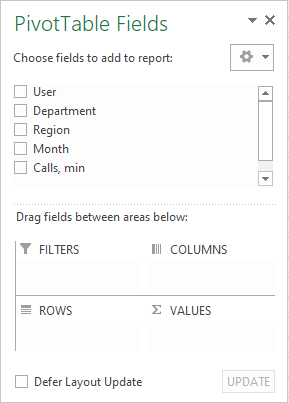 PivotTable Fields
Choose fields to add to report:
User
Department
Region
Month
Calls, min
Drag fields between areas below:
FILTERS
COLUMNS
ROWS
Σ VALUES
Defer Layout Update
UPDATE